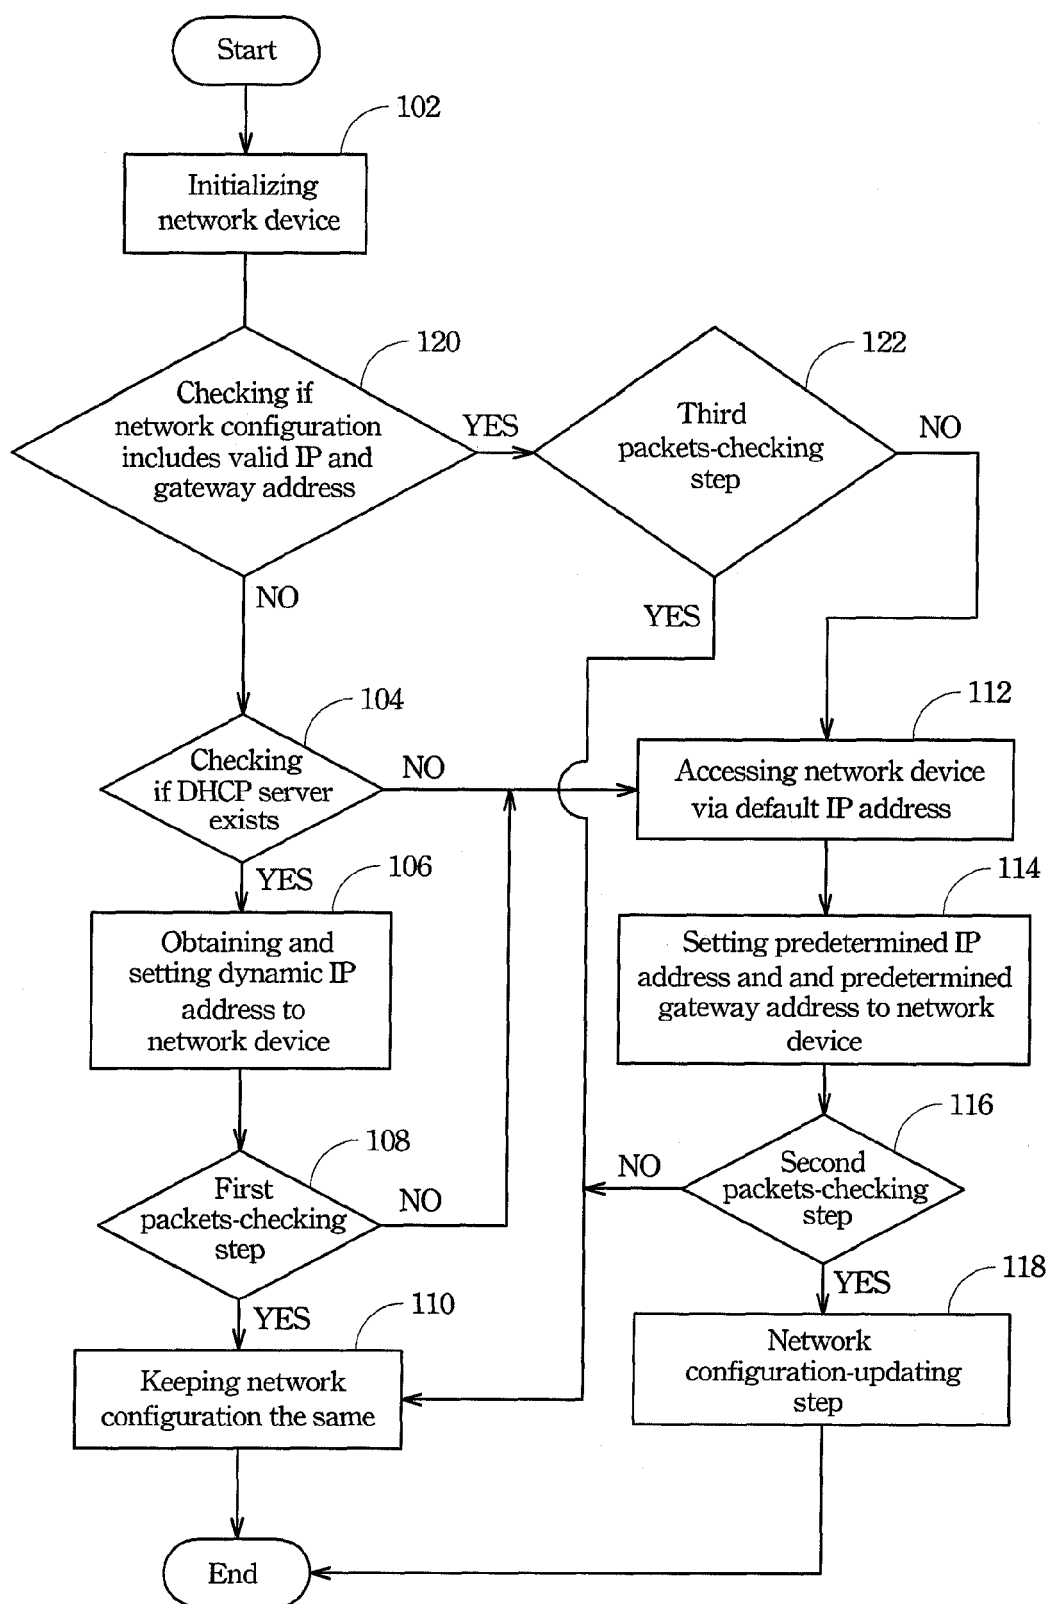 Start
102
Initializing
network device
120
Checking if
network configuration
includes valid IP and
gateway address
YES
NO
122
Third
packets-checking
step
NO
YES
104
Checking
if DHCP server
exists
NO
YES
112
Accessing network device
via default IP address
106
Obtaining and
setting dynamic IP
address to
network device
114
Setting predetermined IP
address and and predetermined
gateway address to network
device
108
First
packets-checking
step
NO
YES
116
Second
packets-checking
step
NO
YES
110
Keeping network
configuration the same
118
Network
configuration-updating
step
End